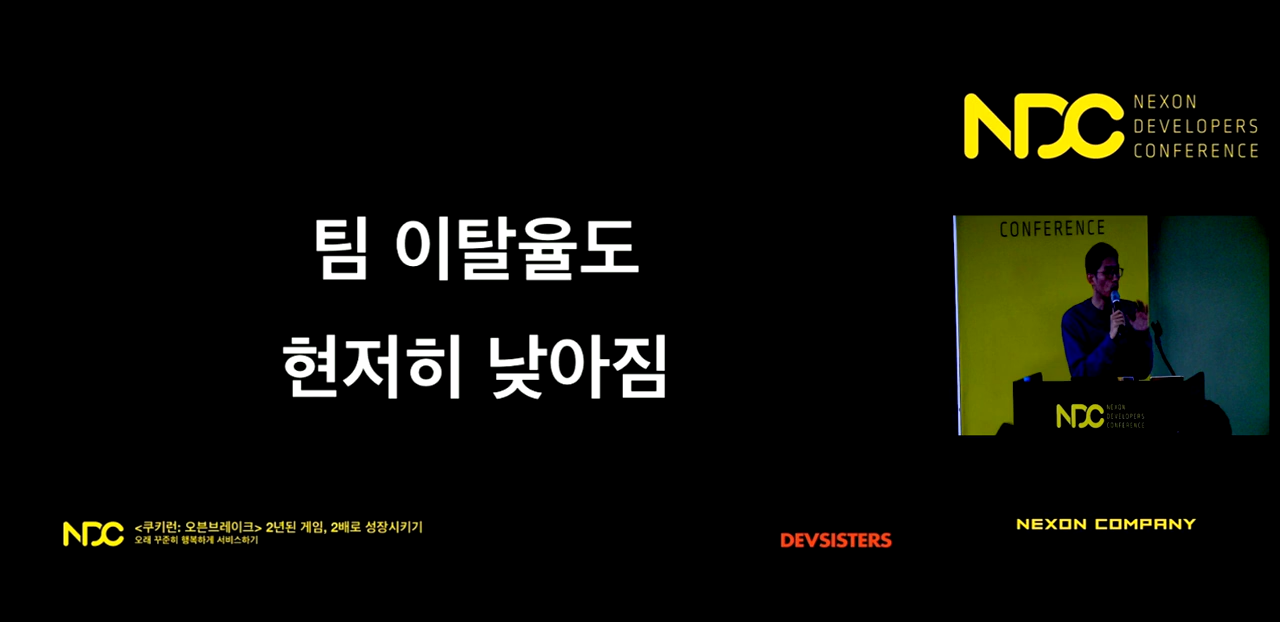 NDC NEXON
DEVELOPERS
CONFERENCE
팀 이탈율도
현저히 낮아짐
CONFERENCE
NDC NEXON
DEVELOPERS
CONFERENCE
NDC <쿠키런: 오븐브레이크> 2년된 게임, 2배로 성장시키기
오래 꾸준히 행복하게 서비스하기
DEVSISTERS
NEXON COMPANY